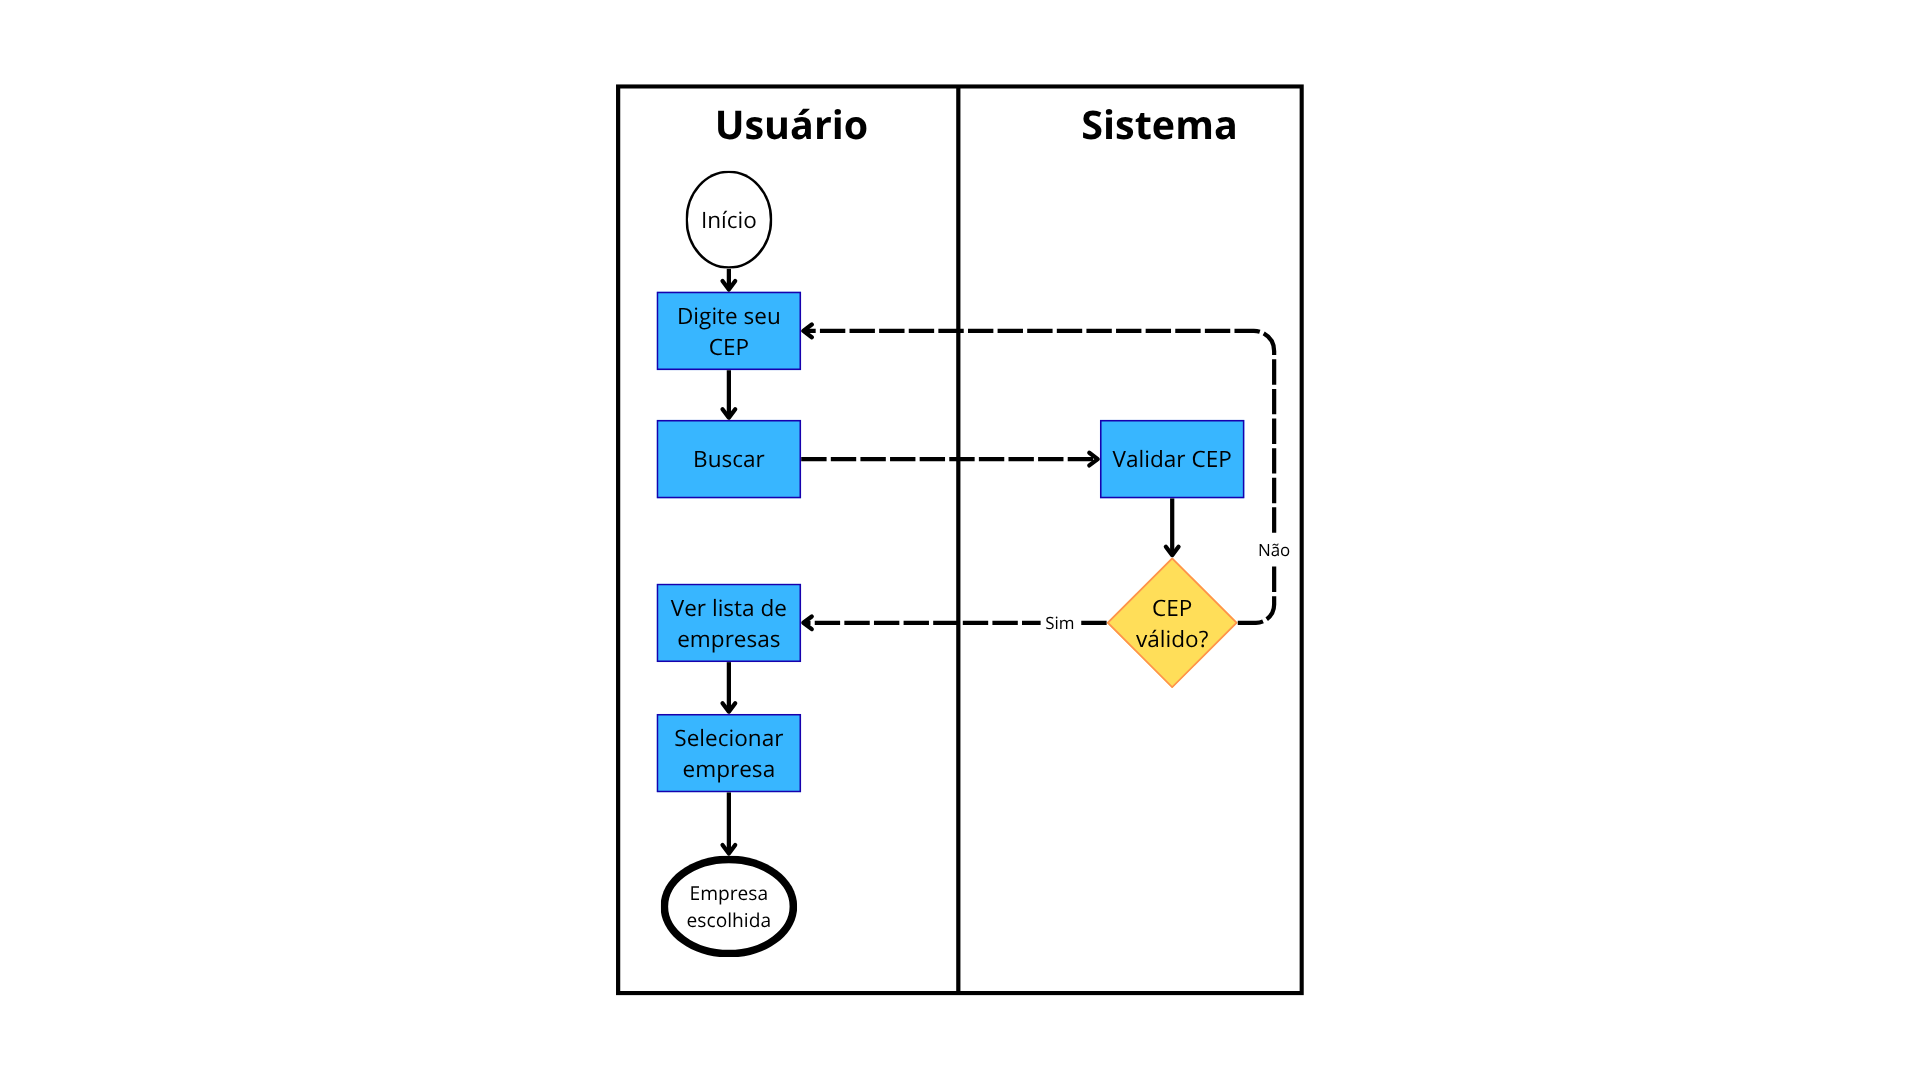 Usuário
Sistema
Início
Digite seu
CEP
Buscar
Validar CEP
Não
CEP
válido?
Sim
Ver lista de
empresas
Selecionar
empresa
Empresa
escolhida